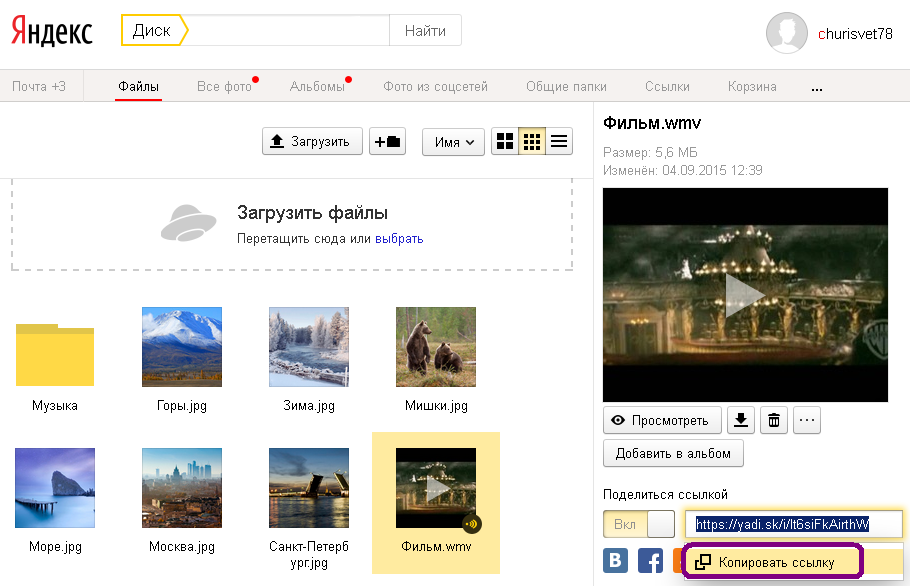 Яндекс
Диск
Найти
churisvet78
Почта +3
Файлы
Все фото
Альбомы
Фото из соцсетей
Общие папки
Ссылки
Корзина
...
Загрузить
Имя
Загрузить файлы
Перетащить сюда или выбрать
Музыка
Горы.jpg
Зима.jpg
Мишки.jpg
Море.jpg
Москва.jpg
Санкт-Петерб
ург.jpg
Фильм.wmv
Фильм.wmv
Размер: 5,6 МБ
Изменён: 04.09.2015 12:39
Просмотреть
...
Добавить в альбом
Поделиться ссылкой
Вкл
https://yadi.sk/i/lt6siFkAirthW
B
f
Копировать ссылку